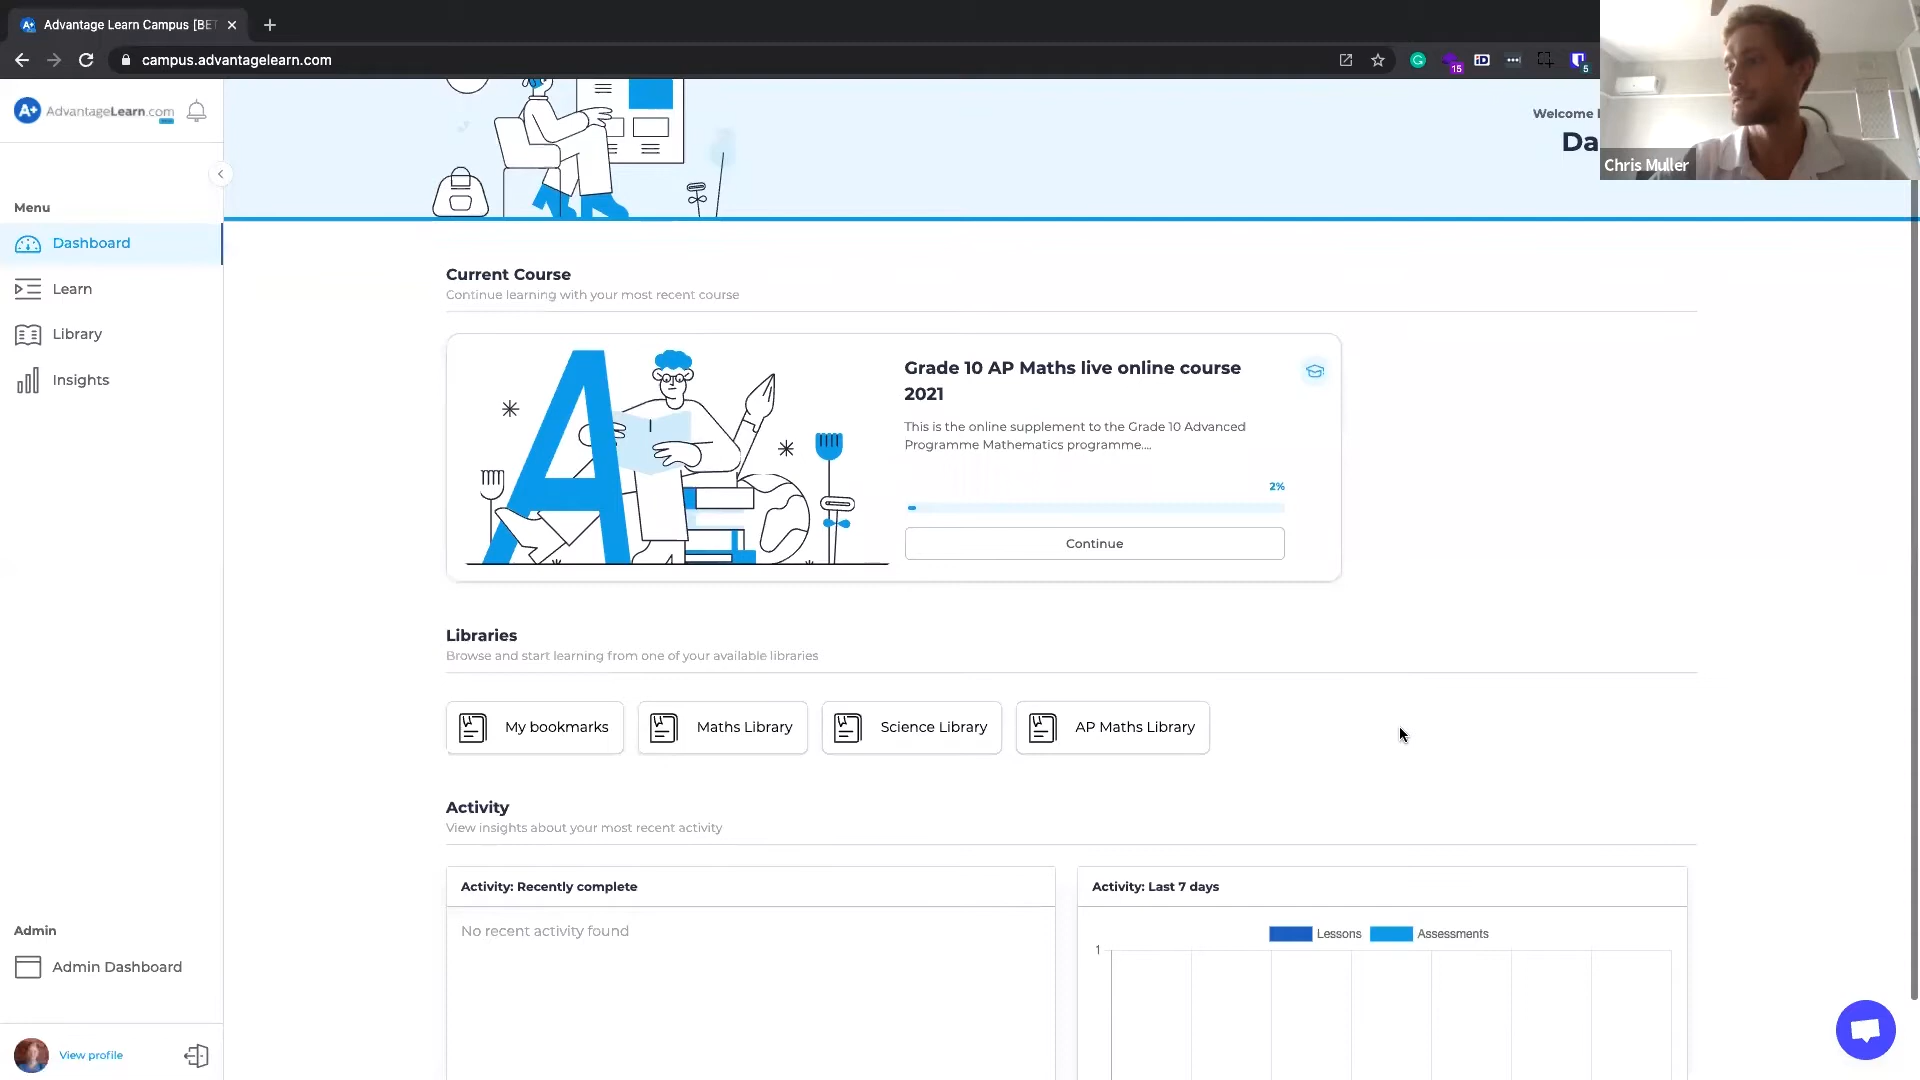 Advantage Learn Campus [BET
campus.advantagelearn.com
15
iD
5
A+ AdvantageLearn.com
Welcome
Da
Chris Muller
Menu
Dashboard
Learn
Library
Insights
Current Course
Continue learning with your most recent course
Grade 10 AP Maths live online course
2021
This is the online supplement to the Grade 10 Advanced
Programme Mathematics programme....
2%
Continue
Libraries
Browse and start learning from one of your available libraries
My bookmarks
Maths Library
Science Library
AP Maths Library
Activity
View insights about your most recent activity
Activity: Recently complete
No recent activity found
Activity: Last 7 days
Lessons
Assessments
1
Admin
Admin Dashboard
View profile